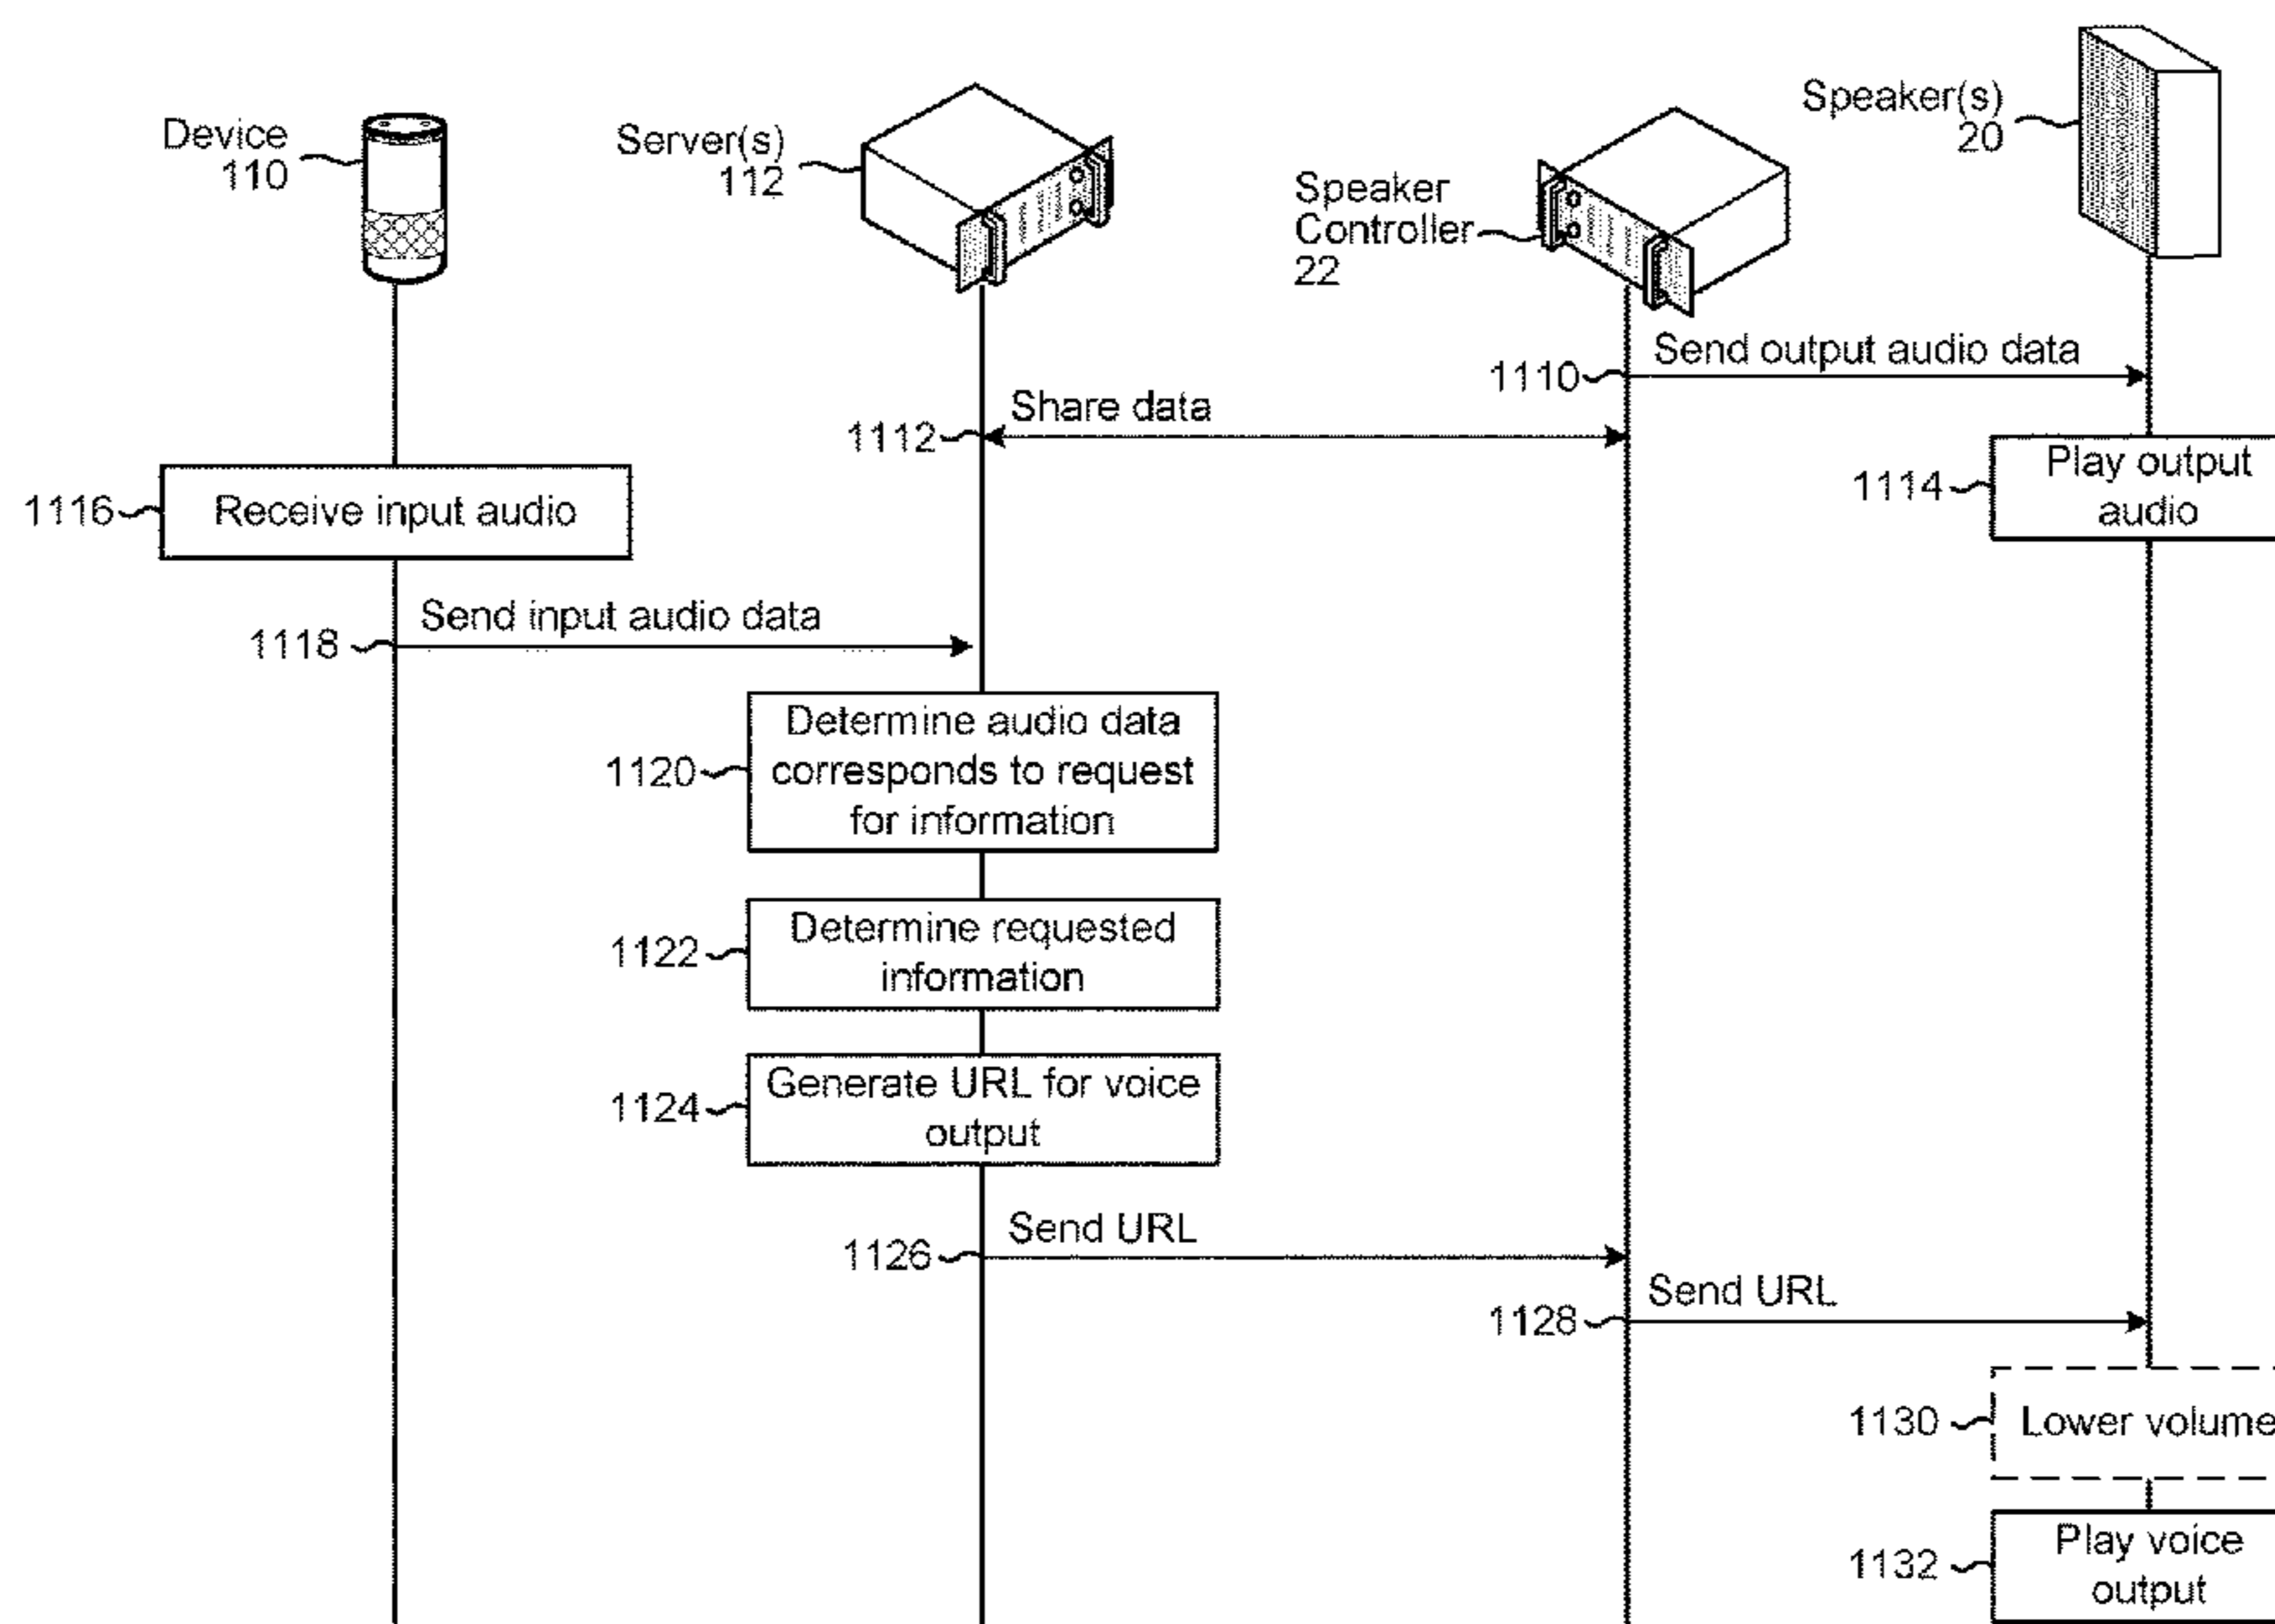 Device
110
Server(s)
112
Speaker
Controller
22
Speaker(s)
20
1110
Send output audio data
1112
Share data
1114
Play output
audio
1116
Receive input audio
1118
Send input audio data
1120
Determine audio data
corresponds to request
for information
1122
Determine requested
information
1124
Generate URL for voice
output
1126
Send URL
1128
Send URL
1130
Lower volume
1132
Play voice
output